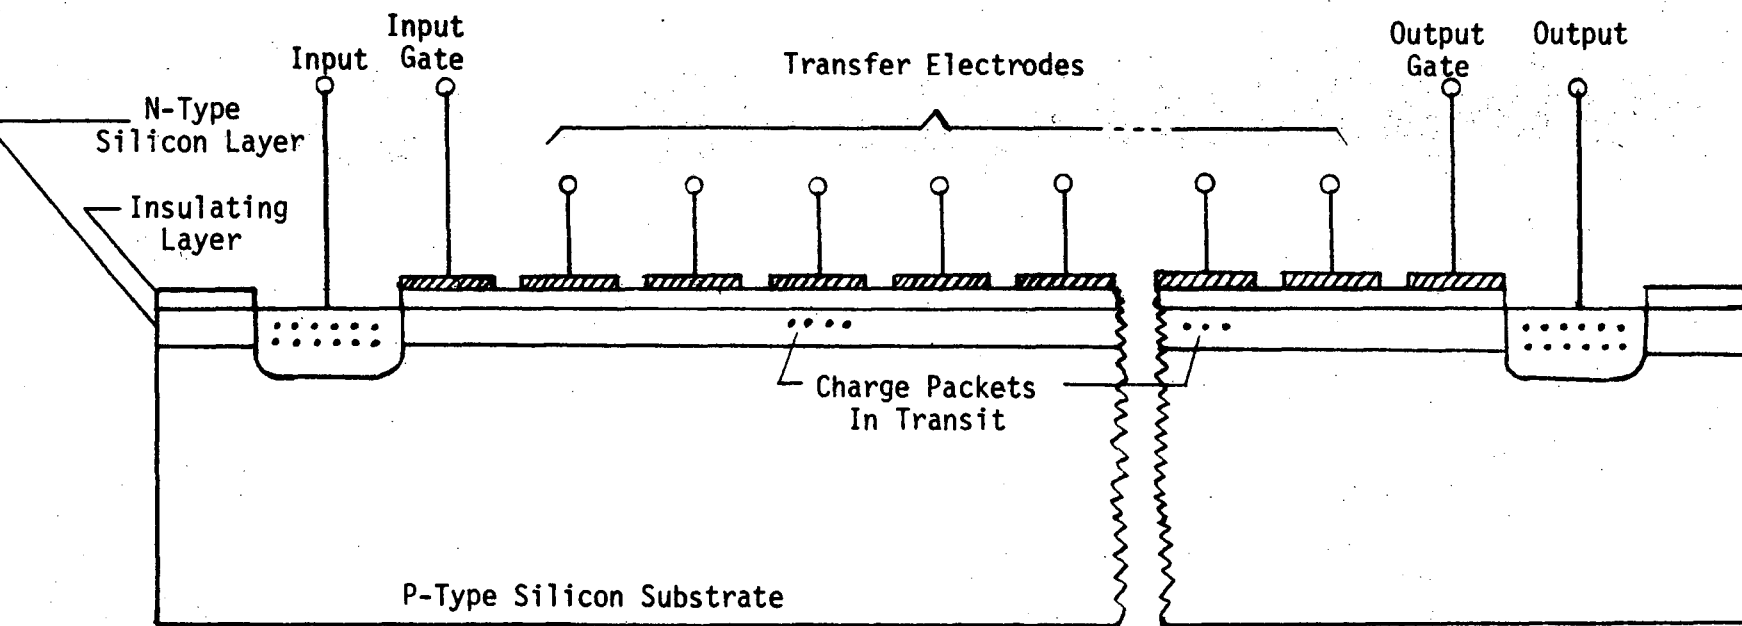 Input
Input
Gate
Transfer Electrodes
Output
Gate
Output
N-Type
Silicon Layer
Insulating
Layer
Charge Packets
In Transit
P-Type Silicon Substrate